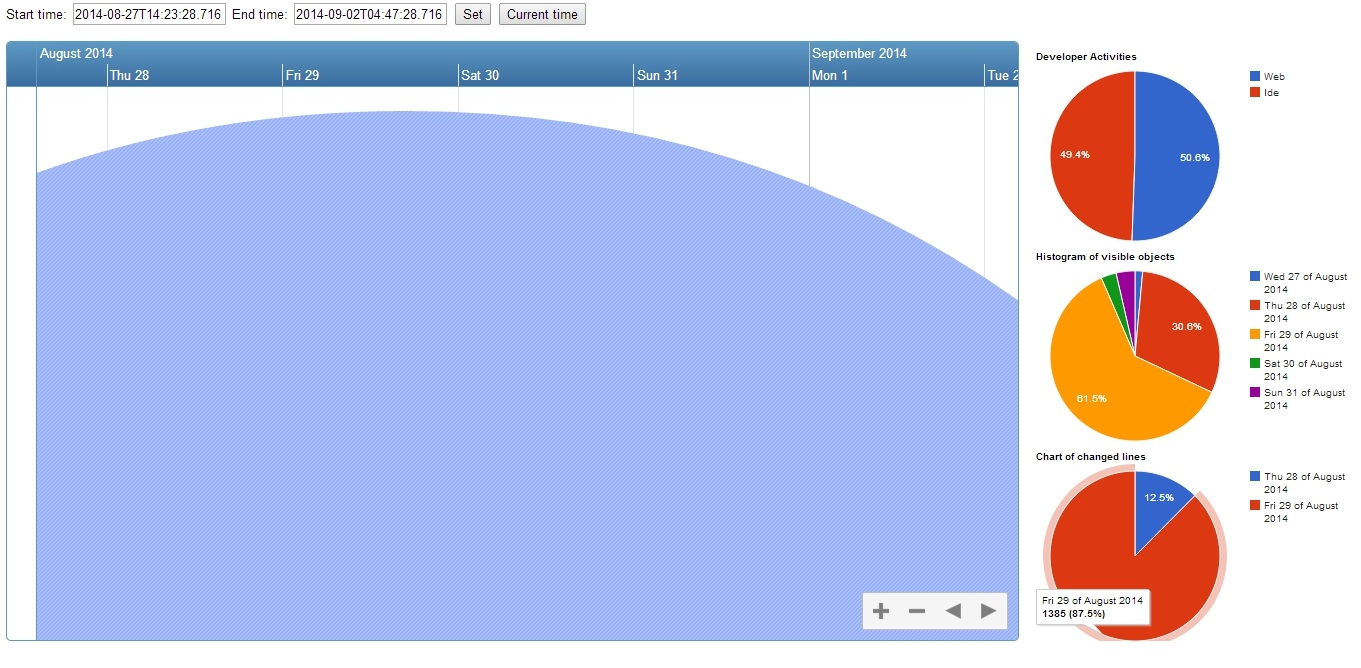 Start time: 2014-08-27T14:23:28.716 End time: 2014-09-02T04:47:28.716 Set Current time
August 2014 September 2014
Thu 28 Fri 29 Sat 30 Sun 31 Mon 1 Tue 2
Developer Activities
Web
Ide
49.4%
50.6%
Histogram of visible objects
Wed 27 of August
2014
Thu 28 of August
2014
Fri 29 of August
2014
Sat 30 of August
2014
Sun 31 of August
2014
30.6%
61.5%
Chart of changed lines
Thu 28 of August
2014
Fri 29 of August
2014
12.5%
Fri 29 of August 2014
1385 (87.5%)